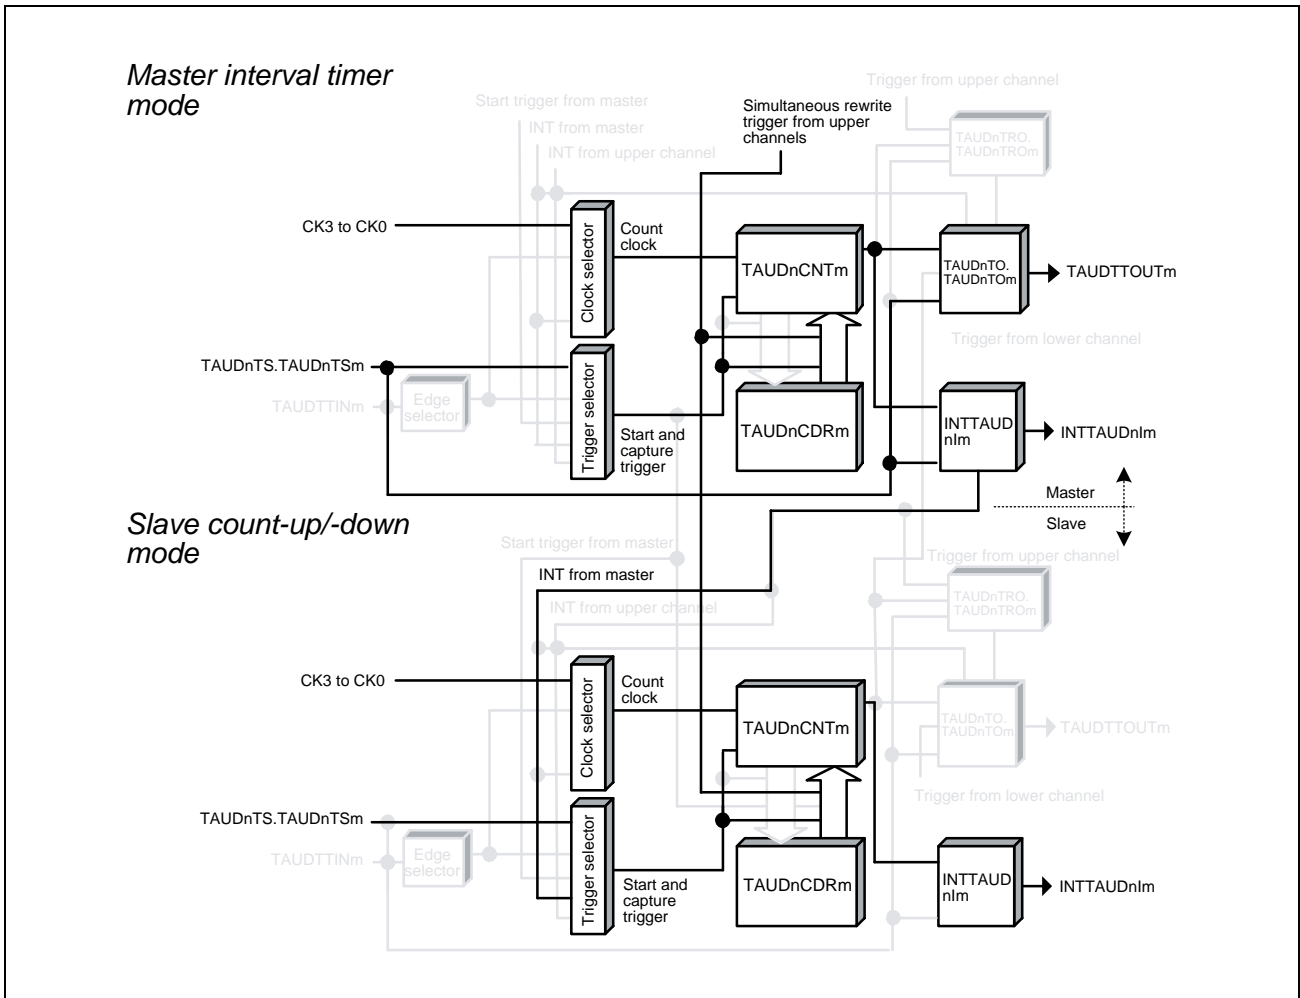 Master interval timer
mode
Trigger from upper channel
Start trigger from master
Simultaneous rewrite
trigger from upper
channels
INT from master
INT from upper channel
TAUDnTRO.
TAUDnTROm
CK3 to CK0
Clock selector
Count
clock
TAUDnCNTm
TAUDnTO.
TAUDnTOm
TAUDTTOUTm
Trigger from lower channel
TAUDnTS.TAUDnTSm
TAUDTTINm
Edge
selector
Trigger selector
Start and
capture
trigger
TAUDnCDRm
INTTAUD
nIm
INTTAUDnIm
Master
Slave
Slave count-up/-down
mode
Start trigger from master
Trigger from upper channel
INT from master
INT from upper channel
TAUDnTRO.
TAUDnTROm
CK3 to CK0
Clock selector
Count
clock
TAUDnCNTm
TAUDnTO.
TAUDnTOm
TAUDTTOUTm
Trigger from lower channel
TAUDnTS.TAUDnTSm
TAUDTTINm
Edge
selector
Trigger selector
Start and
capture
trigger
TAUDnCDRm
INTTAUD
nIm
INTTAUDnIm